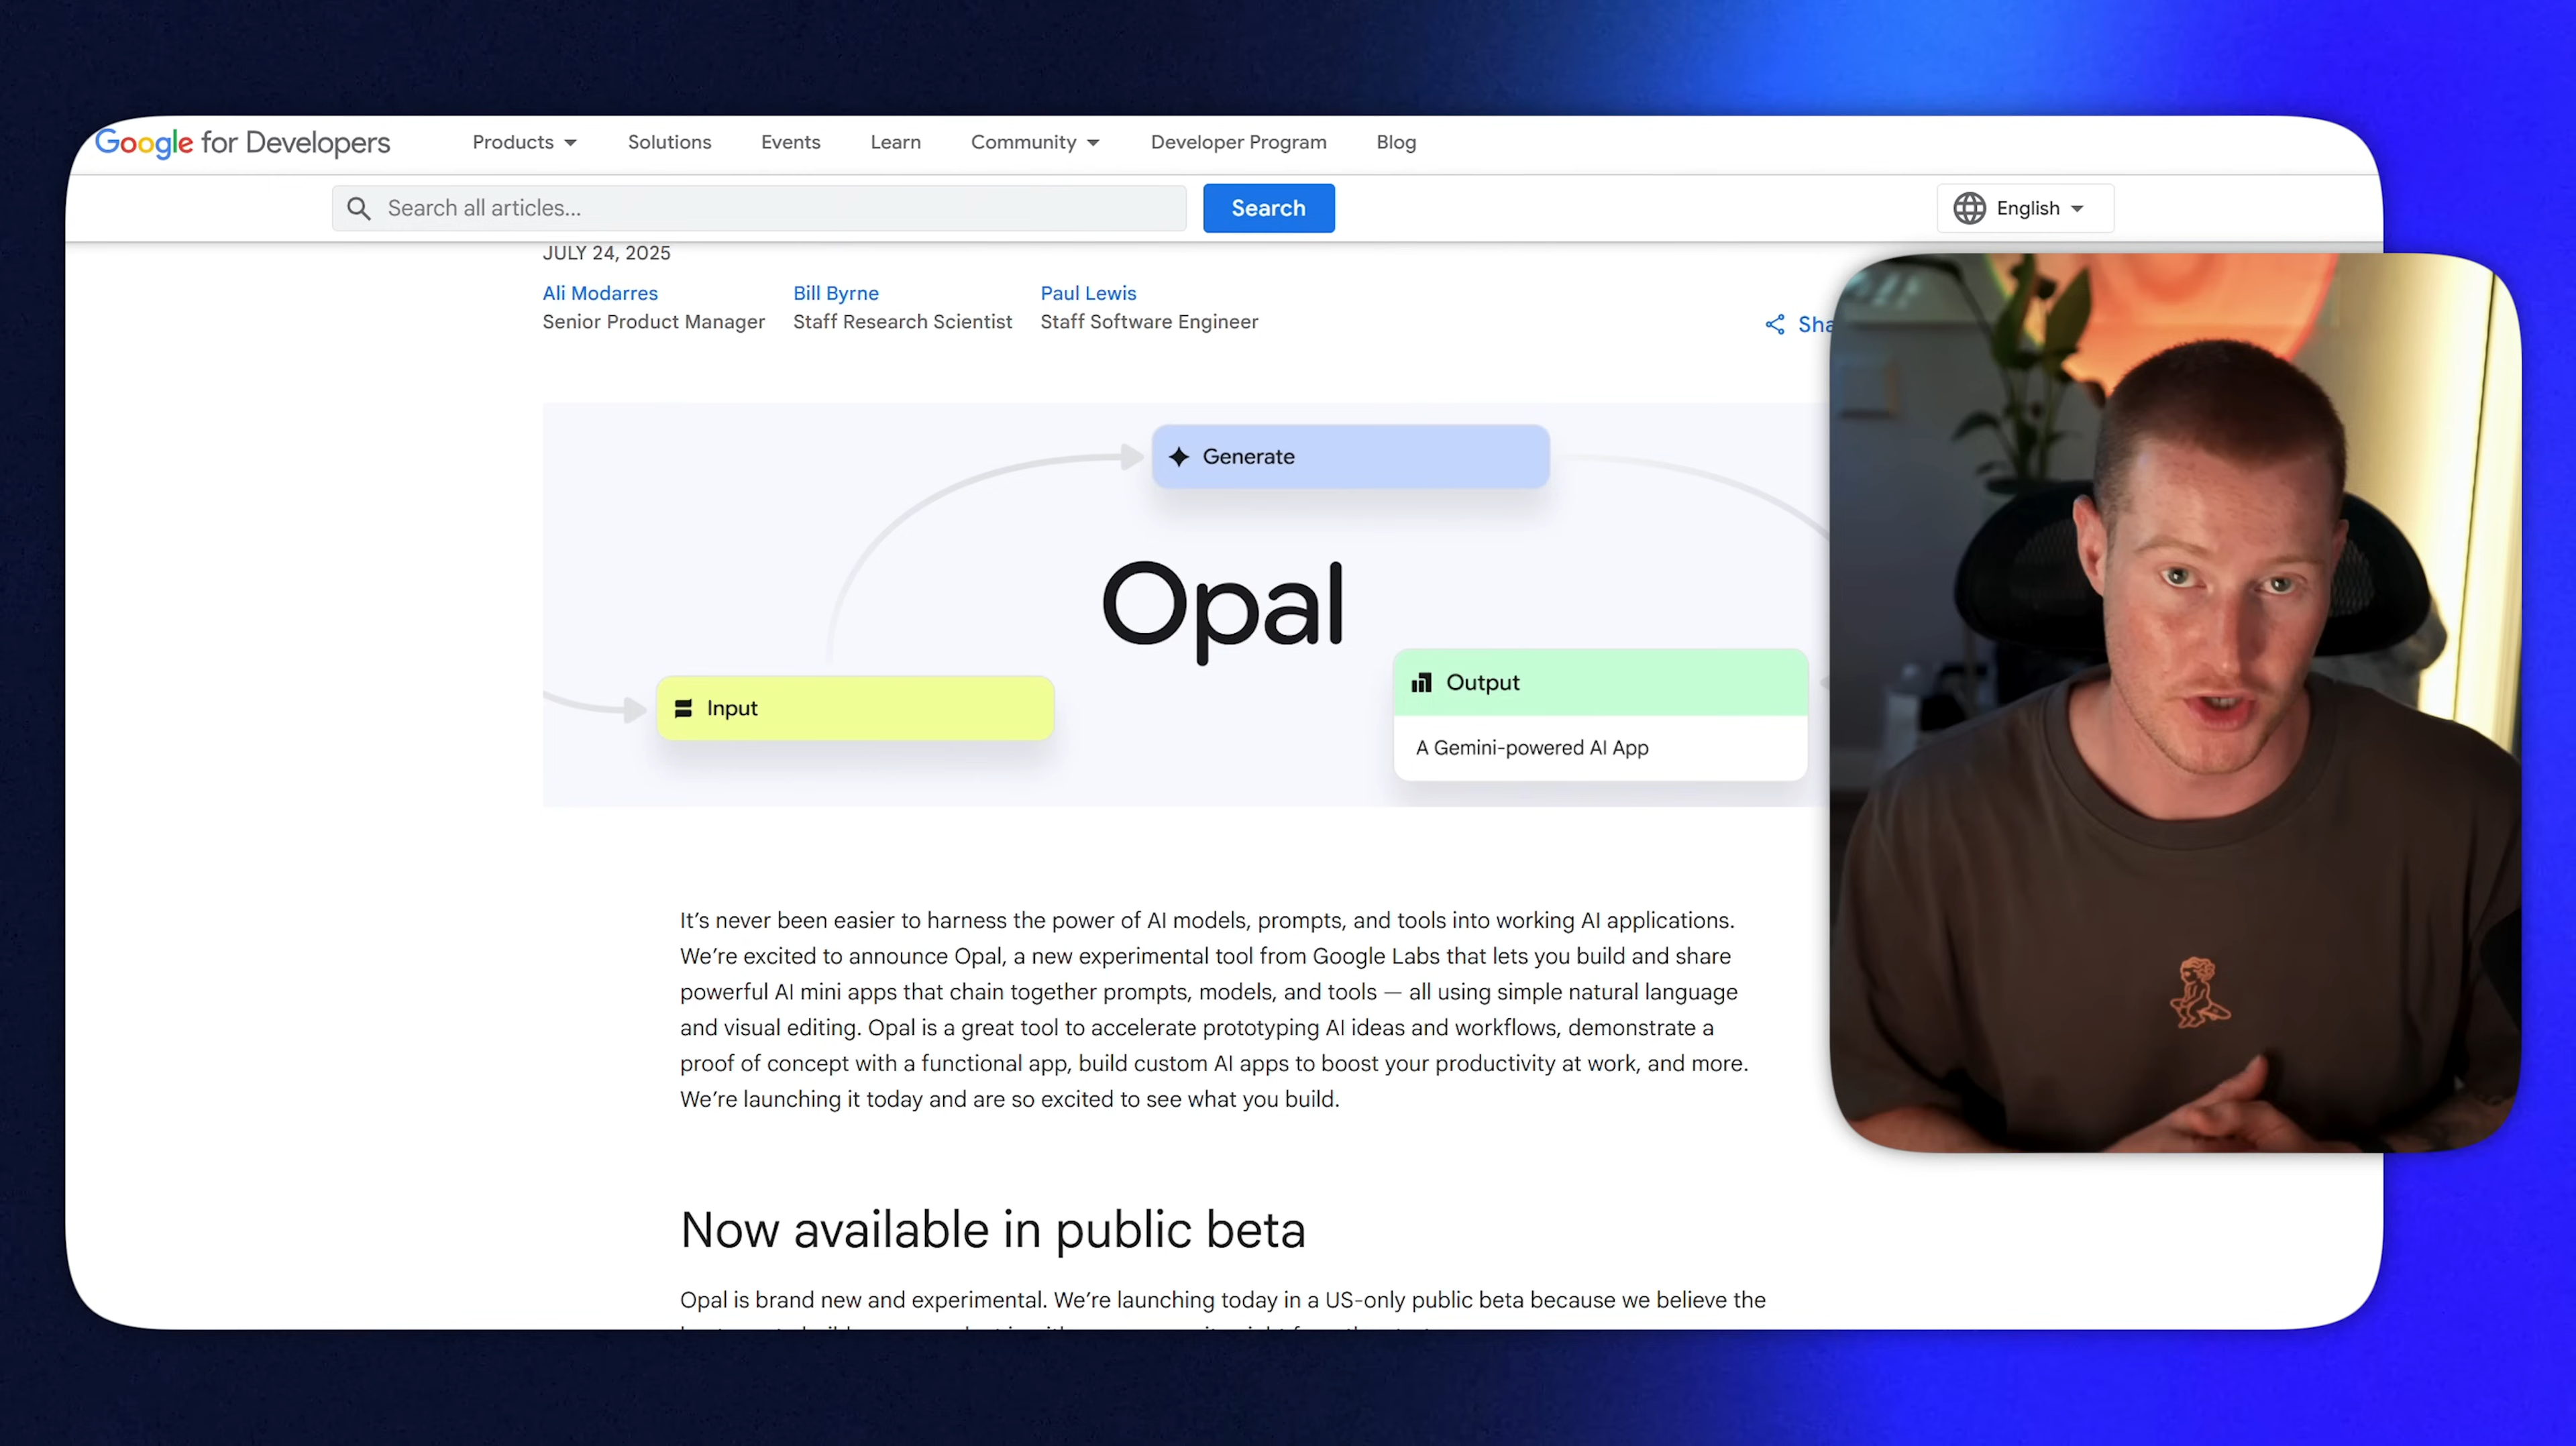 Google for Developers Products Solutions Events Learn Community Developer Program Blog
Search all articles... Search English
JULY 24, 2025
Ali Modarres Bill Byrne Paul Lewis
Senior Product Manager Staff Research Scientist Staff Software Engineer
Generate
Opal
Input
Output
A Gemini-powered AI App
It's never been easier to harness the power of AI models, prompts, and tools into working AI applications.
We're excited to announce Opal, a new experimental tool from Google Labs that lets you build and share
powerful AI mini apps that chain together prompts, models, and tools — all using simple natural language
and visual editing. Opal is a great tool to accelerate prototyping AI ideas and workflows, demonstrate a
proof of concept with a functional app, build custom AI apps to boost your productivity at work, and more.
We're launching it today and are so excited to see what you build.
Now available in public beta
Opal is brand new and experimental. We're launching today in a US-only public beta because we believe the